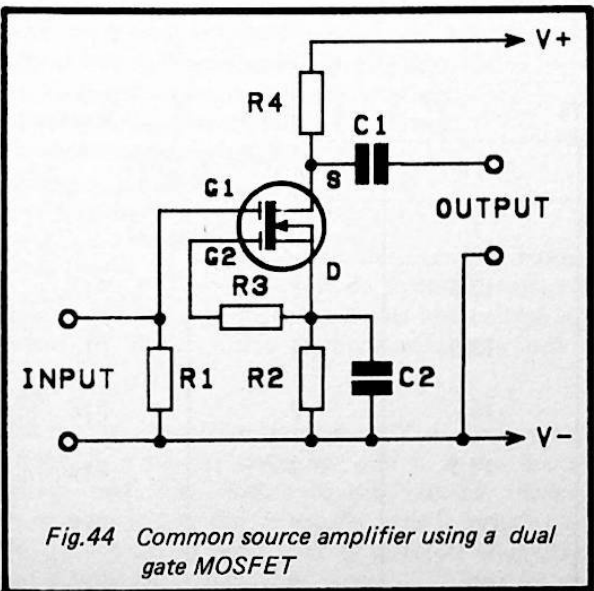 V+
R4
C1
S
G1
OUTPUT
G2
D
R3
INPUT
R1
R2
C2
V-
Fig.44 Common source amplifier using a dual
gate MOSFET